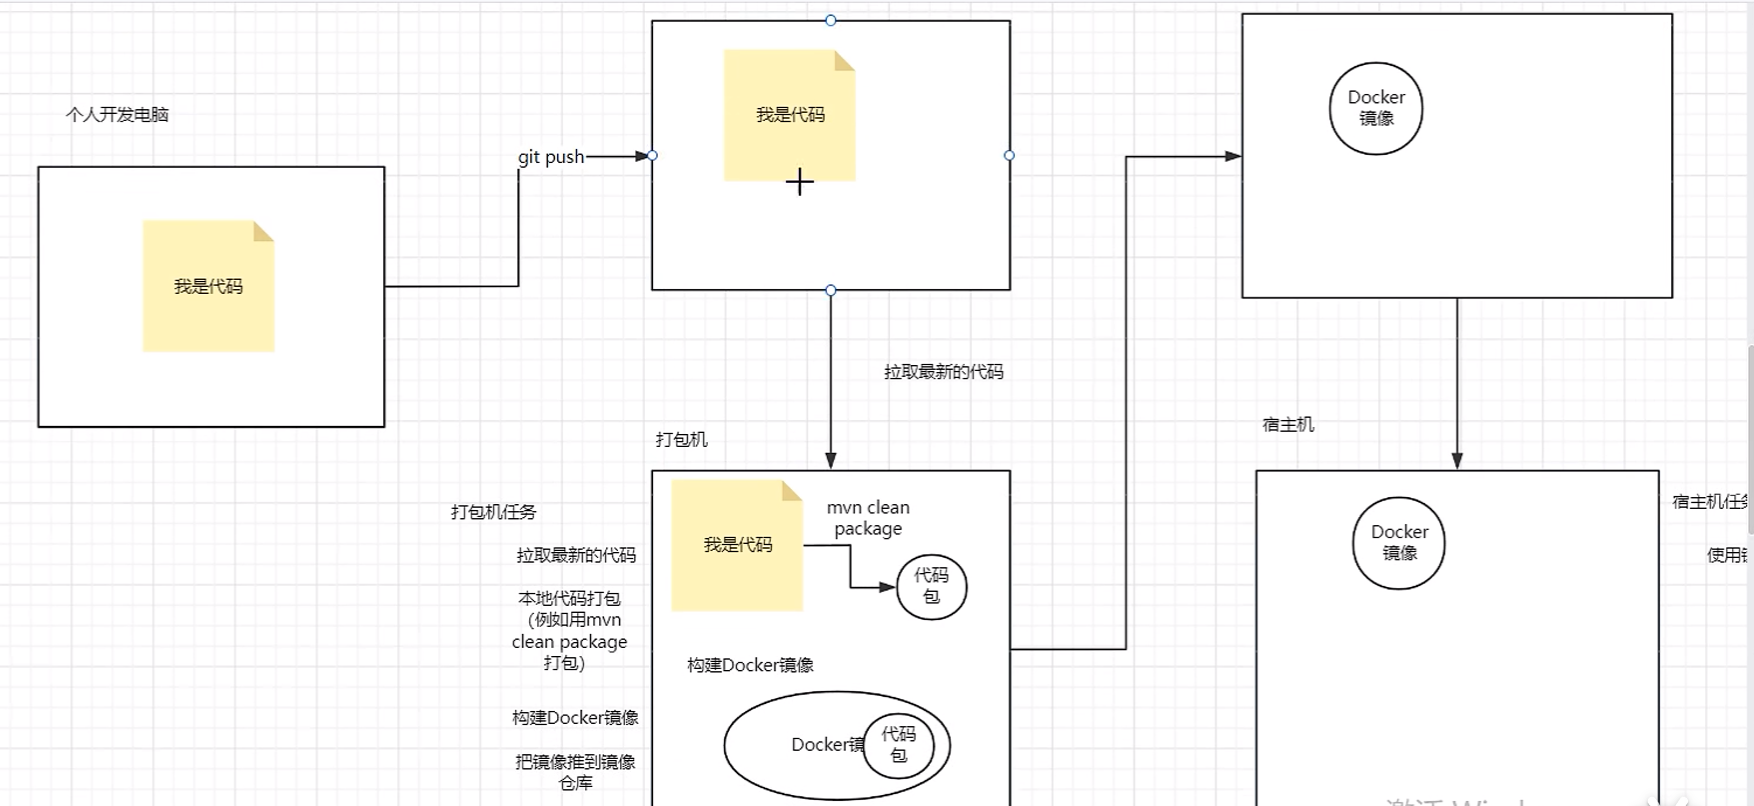 个人开发电脑
我是代码
git push
我是代码
拉取最新的代码
打包机
打包机任务
拉取最新的代码
本地代码打包
（例如用mvn
clean package
打包）
构建Docker镜像
把镜像推到镜像
仓库
我是代码
mvn clean
package
代码
包
构建Docker镜像
Docker镜
代码
包
Docker
镜像
宿主机
Docker
镜像
宿主机任务
使用
激活 Wind